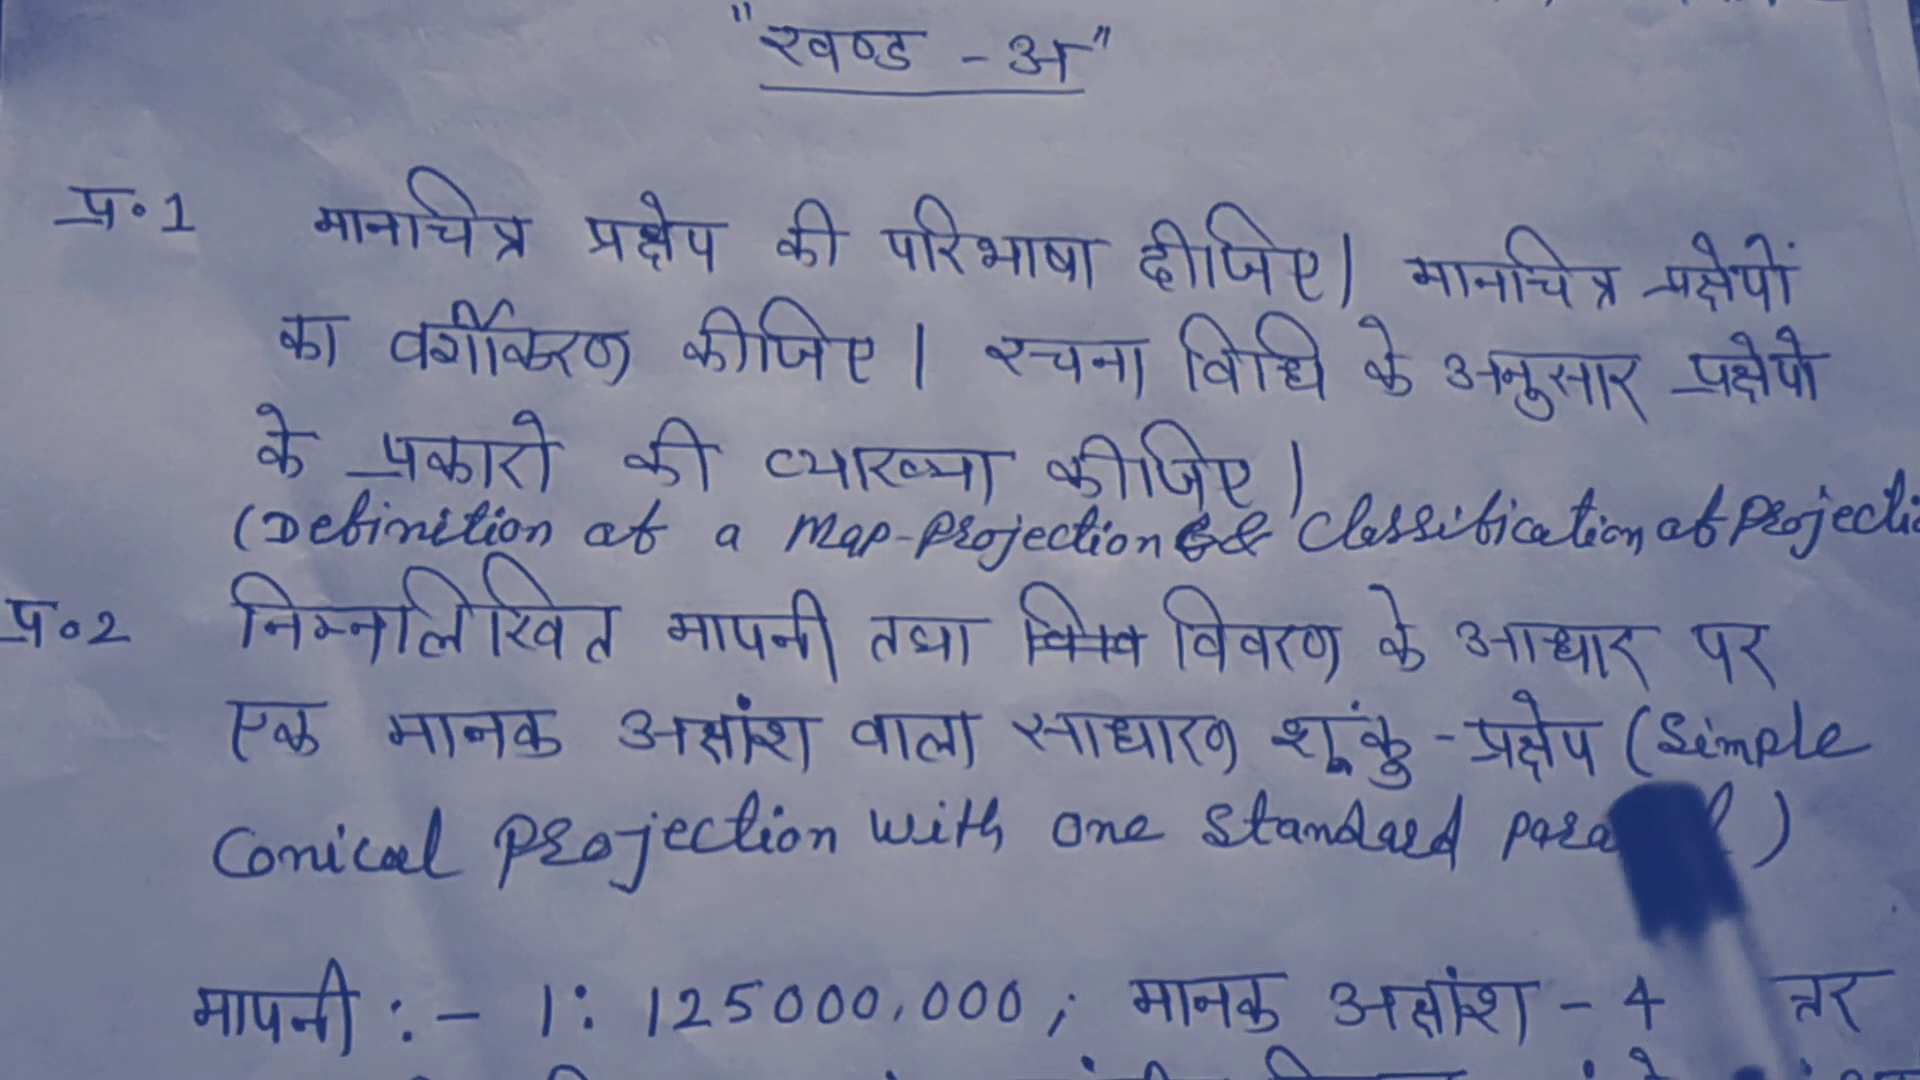 "खण्ड - अ"
प्र॰1 मानचित्र प्रक्षेप की परिभाषा दीजिए। मानचित्र प्रक्षेपों
का वर्गीकरण कीजिए। रचना विधि के अनुसार प्रक्षेपो
के प्रकारो की व्याख्या कीजिए।
(Definition of a Map-Projection & Classification of Projecti
प्र॰2 निम्नलिखित मापनी तथा विवरण के आधार पर
एक मानक अक्षांश वाला साधारण शंकु-प्रक्षेप (Simple
Conical Projection with one Standard para )
मापनी :- 1: 125000,000; मानक अक्षांश - 4 त्तर